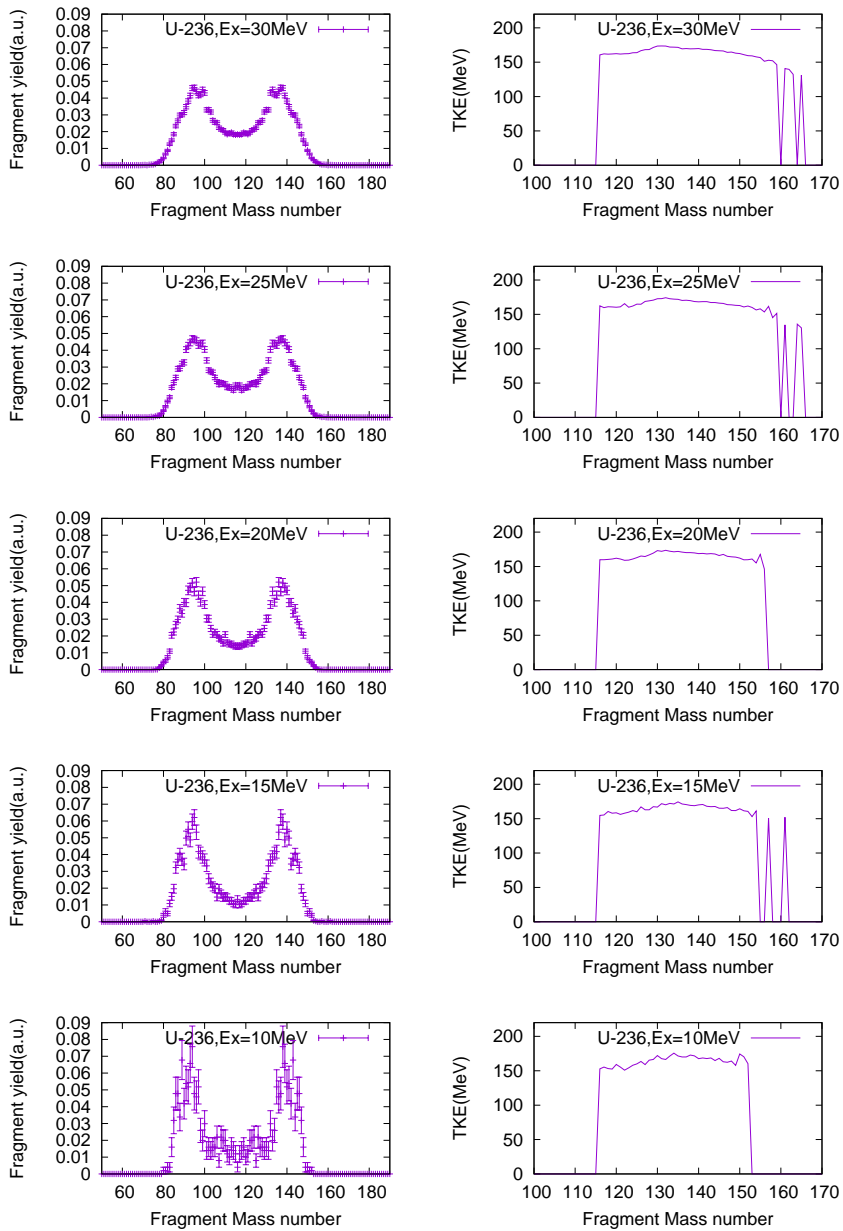 0.09
0.08
0.07
0.06
0.05
0.04
0.03
0.02
0.01
0
Fragment yield(a.u.)
U-236,Ex=30MeV
60 80 100 120 140 160 180
Fragment Mass number
200
150
100
50
0
TKE(MeV)
U-236,Ex=30MeV
100 110 120 130 140 150 160 170
Fragment Mass number
0.09
0.08
0.07
0.06
0.05
0.04
0.03
0.02
0.01
0
Fragment yield(a.u.)
U-236,Ex=25MeV
60 80 100 120 140 160 180
Fragment Mass number
200
150
100
50
0
TKE(MeV)
U-236,Ex=25MeV
100 110 120 130 140 150 160 170
Fragment Mass number
0.09
0.08
0.07
0.06
0.05
0.04
0.03
0.02
0.01
0
Fragment yield(a.u.)
U-236,Ex=20MeV
60 80 100 120 140 160 180
Fragment Mass number
200
150
100
50
0
TKE(MeV)
U-236,Ex=20MeV
100 110 120 130 140 150 160 170
Fragment Mass number
0.09
0.08
0.07
0.06
0.05
0.04
0.03
0.02
0.01
0
Fragment yield(a.u.)
U-236,Ex=15MeV
60 80 100 120 140 160 180
Fragment Mass number
200
150
100
50
0
TKE(MeV)
U-236,Ex=15MeV
100 110 120 130 140 150 160 170
Fragment Mass number
0.09
0.08
0.07
0.06
0.05
0.04
0.03
0.02
0.01
0
Fragment yield(a.u.)
U-236,Ex=10MeV
60 80 100 120 140 160 180
Fragment Mass number
200
150
100
50
0
TKE(MeV)
U-236,Ex=10MeV
100 110 120 130 140 150 160 170
Fragment Mass number